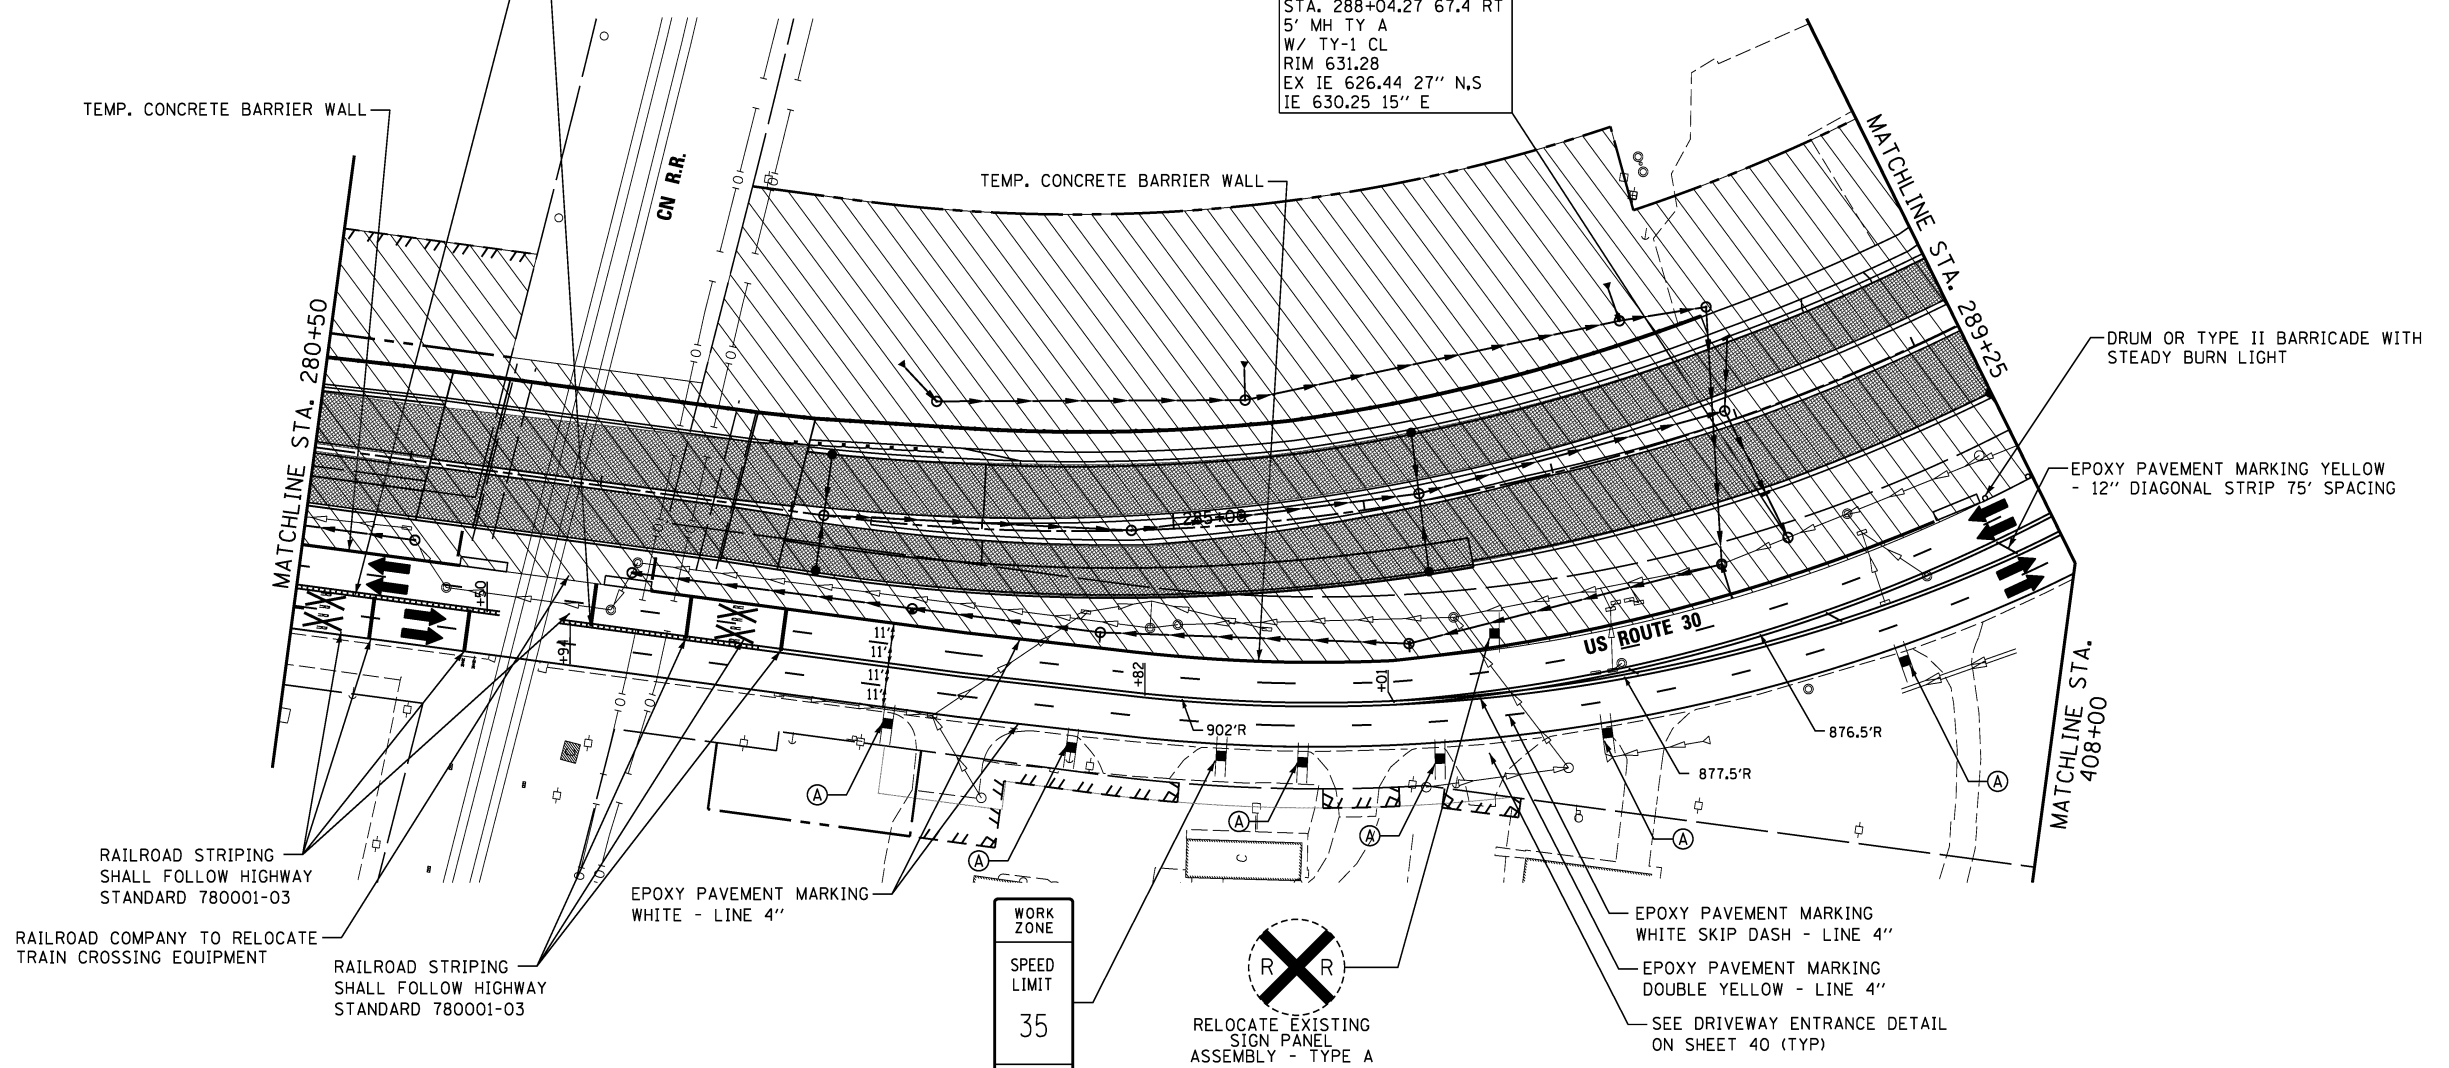 STA. 288+04.27 67.4 RT
5' MH TY A
W/ TY-1 CL
RIM 631.28
EX IE 626.44 27" N,S
IE 630.25 15" E
TEMP. CONCRETE BARRIER WALL
CN R.R.
TEMP. CONCRETE BARRIER WALL
MATCHLINE STA. 289+25
MATCHLINE STA. 280+50
DRUM OR TYPE II BARRICADE WITH
STEADY BURN LIGHT
EPOXY PAVEMENT MARKING YELLOW
- 12" DIAGONAL STRIP 75' SPACING
285+00
+50
+94
11'
11'
11'
11'
+82
+01
US ROUTE 30
902'R
876.5'R
877.5'R
MATCHLINE STA.
408+00
A
A
A
A
A
A
C
RAILROAD STRIPING
SHALL FOLLOW HIGHWAY
STANDARD 780001-03
RAILROAD COMPANY TO RELOCATE
TRAIN CROSSING EQUIPMENT
RAILROAD STRIPING
SHALL FOLLOW HIGHWAY
STANDARD 780001-03
EPOXY PAVEMENT MARKING
WHITE - LINE 4"
WORK
ZONE
SPEED
LIMIT
35
R R
RELOCATE EXISTING
SIGN PANEL
ASSEMBLY - TYPE A
EPOXY PAVEMENT MARKING
WHITE SKIP DASH - LINE 4"
EPOXY PAVEMENT MARKING
DOUBLE YELLOW - LINE 4"
SEE DRIVEWAY ENTRANCE DETAIL
ON SHEET 40 (TYP)